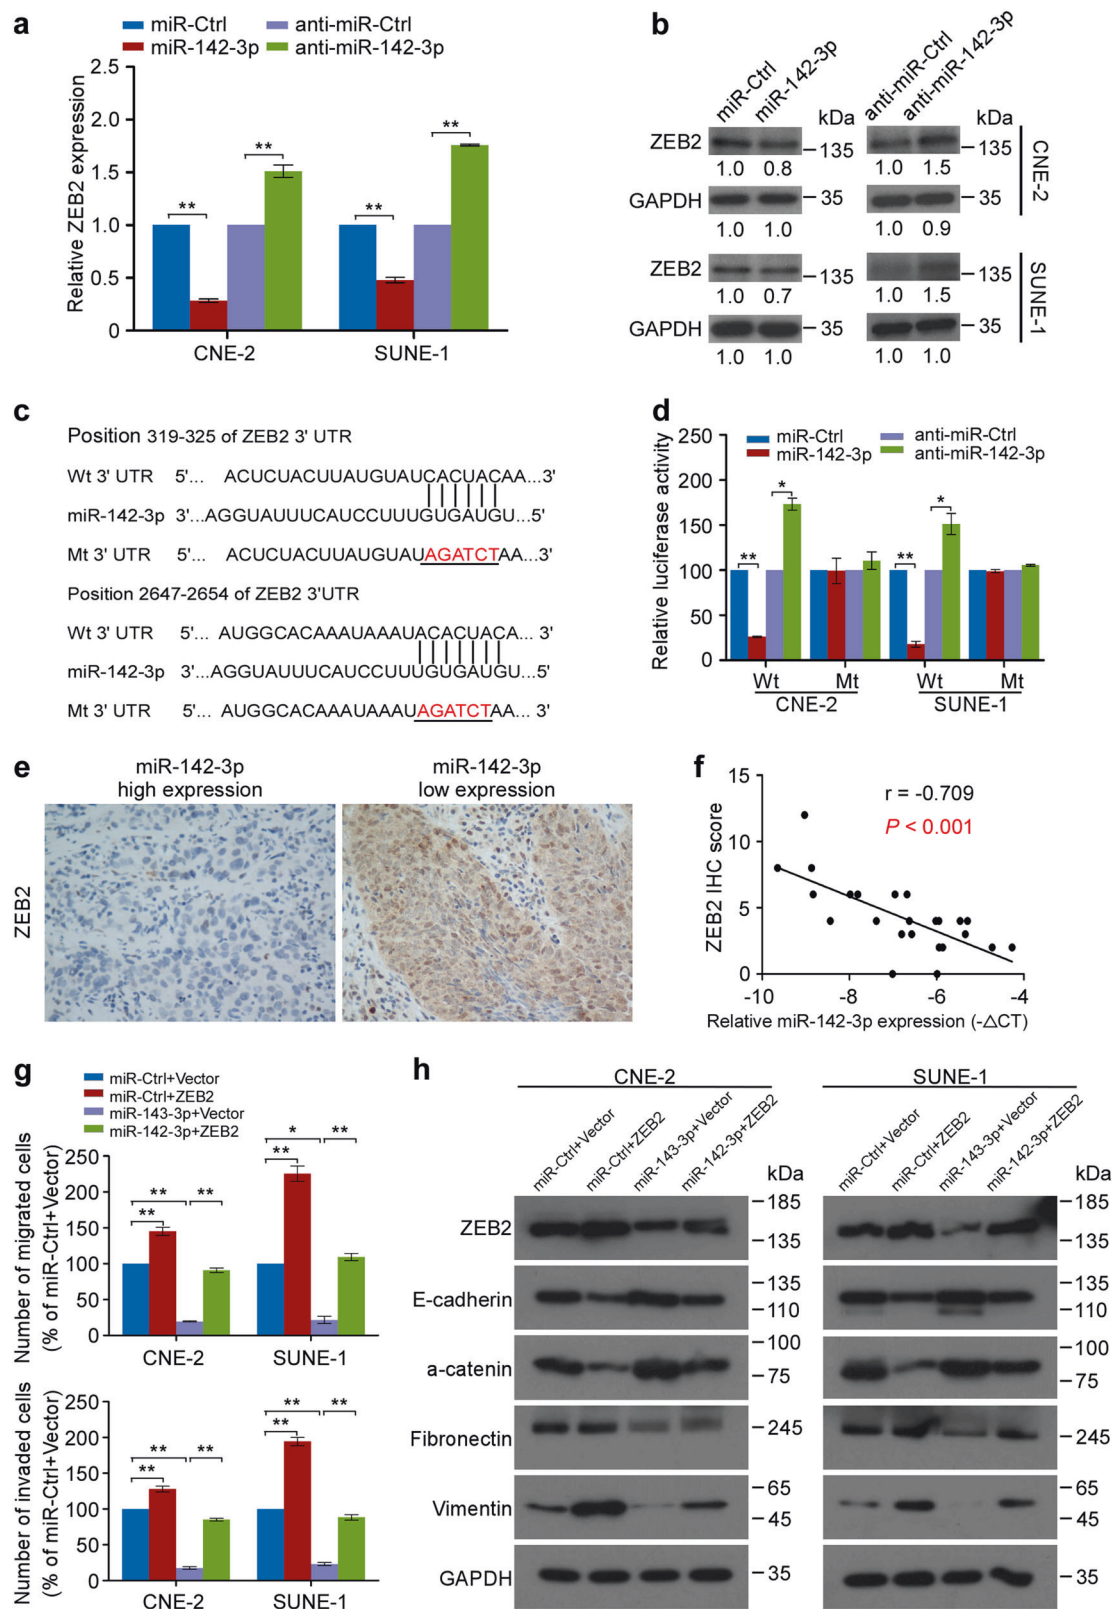 a
miR-Ctrl anti-miR-Ctrl
miR-142-3p anti-miR-142-3p
Relative ZEB2 expression
2.5
2.0
1.5
1.0
0.5
0.0
** ** ** **
CNE-2 SUNE-1
b
miR-Ctrl miR-142-3p kDa anti-miR-Ctrl anti-miR-142-3p kDa
ZEB2 135 135
1.0 0.8 1.0 1.5
GAPDH 35 35
1.0 1.0 1.0 0.9
CNE-2
ZEB2 135 135
1.0 0.7 1.0 1.5
GAPDH 35 35
1.0 1.0 1.0 1.0
SUNE-1
c
Position 319-325 of ZEB2 3' UTR
Wt 3' UTR 5'... ACUCUACUUAUGUAUCACUACAA...3'
miR-142-3p 3'...AGGUAUUUCAUCCUUUGUGAUGU...5'
Mt 3' UTR 5'... ACUCUACUUAUGUAUAGATCTAA...3'
Position 2647-2654 of ZEB2 3'UTR
Wt 3' UTR 5'... AUGGCACAAAUAAAUACACUACA... 3'
miR-142-3p 3'...AGGUAUUUCAUCCUUUGUGAUGU...5'
Mt 3' UTR 5'... AUGGCACAAAUAAAUAGATCTAA... 3'
d
miR-Ctrl anti-miR-Ctrl
miR-142-3p anti-miR-142-3p
Relative luciferase activity
250
200
150
100
50
0
** * ** *
Wt Mt Wt Mt
CNE-2 SUNE-1
e
miR-142-3p high expression
miR-142-3p low expression
ZEB2
f
r = -0.709
P < 0.001
ZEB2 IHC score
15
10
5
0
-10 -8 -6 -4
Relative miR-142-3p expression (-△CT)
g
miR-Ctrl+Vector
miR-Ctrl+ZEB2
miR-143-3p+Vector
miR-142-3p+ZEB2
Number of migrated cells
(% of miR-Ctrl+Vector)
250
200
150
100
50
0
** ** ** * ** **
CNE-2 SUNE-1
Number of invaded cells
(% of miR-Ctrl+Vector)
250
200
150
100
50
0
** ** ** ** ** **
CNE-2 SUNE-1
h
CNE-2 SUNE-1
miR-Ctrl+Vector miR-Ctrl+ZEB2 miR-143-3p+Vector miR-142-3p+ZEB2 kDa
miR-Ctrl+Vector miR-Ctrl+ZEB2 miR-143-3p+Vector miR-142-3p+ZEB2 kDa
ZEB2 185 135 185 135
E-cadherin 135 110 135 110
a-catenin 100 75 100 75
Fibronectin 245 245
Vimentin 65 45 65 45
GAPDH 35 35